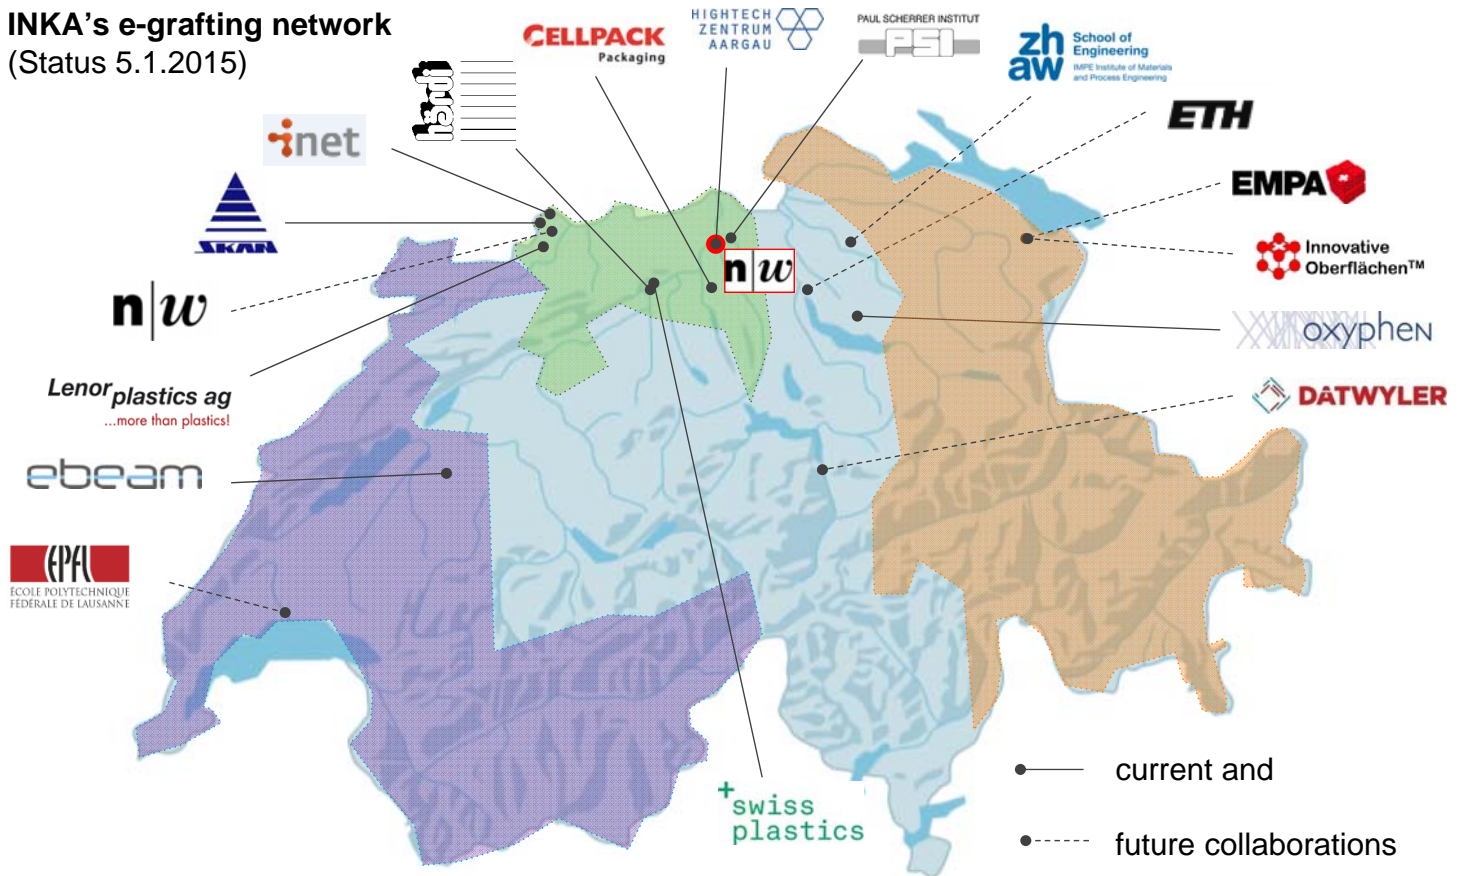 INKA's e-grafting network
(Status 5.1.2015)
CELLPACK
Packaging
HIGHTECH
ZENTRUM
AARGAU
PAUL SCHERRER INSTITUT
PSI
zh
aw
School of
Engineering
IMPE Institute of Materials
and Process Engineering
ETH
inet
SKAN
EMPA
Innovative
Oberflächen™
n|w
n|w
oxyphen
Lenorplastics ag
...more than plastics!
DÄTWYLER
ebeam
EPFL
ÉCOLE POLYTECHNIQUE
FÉDÉRALE DE LAUSANNE
+swiss
plastics
current and
future collaborations